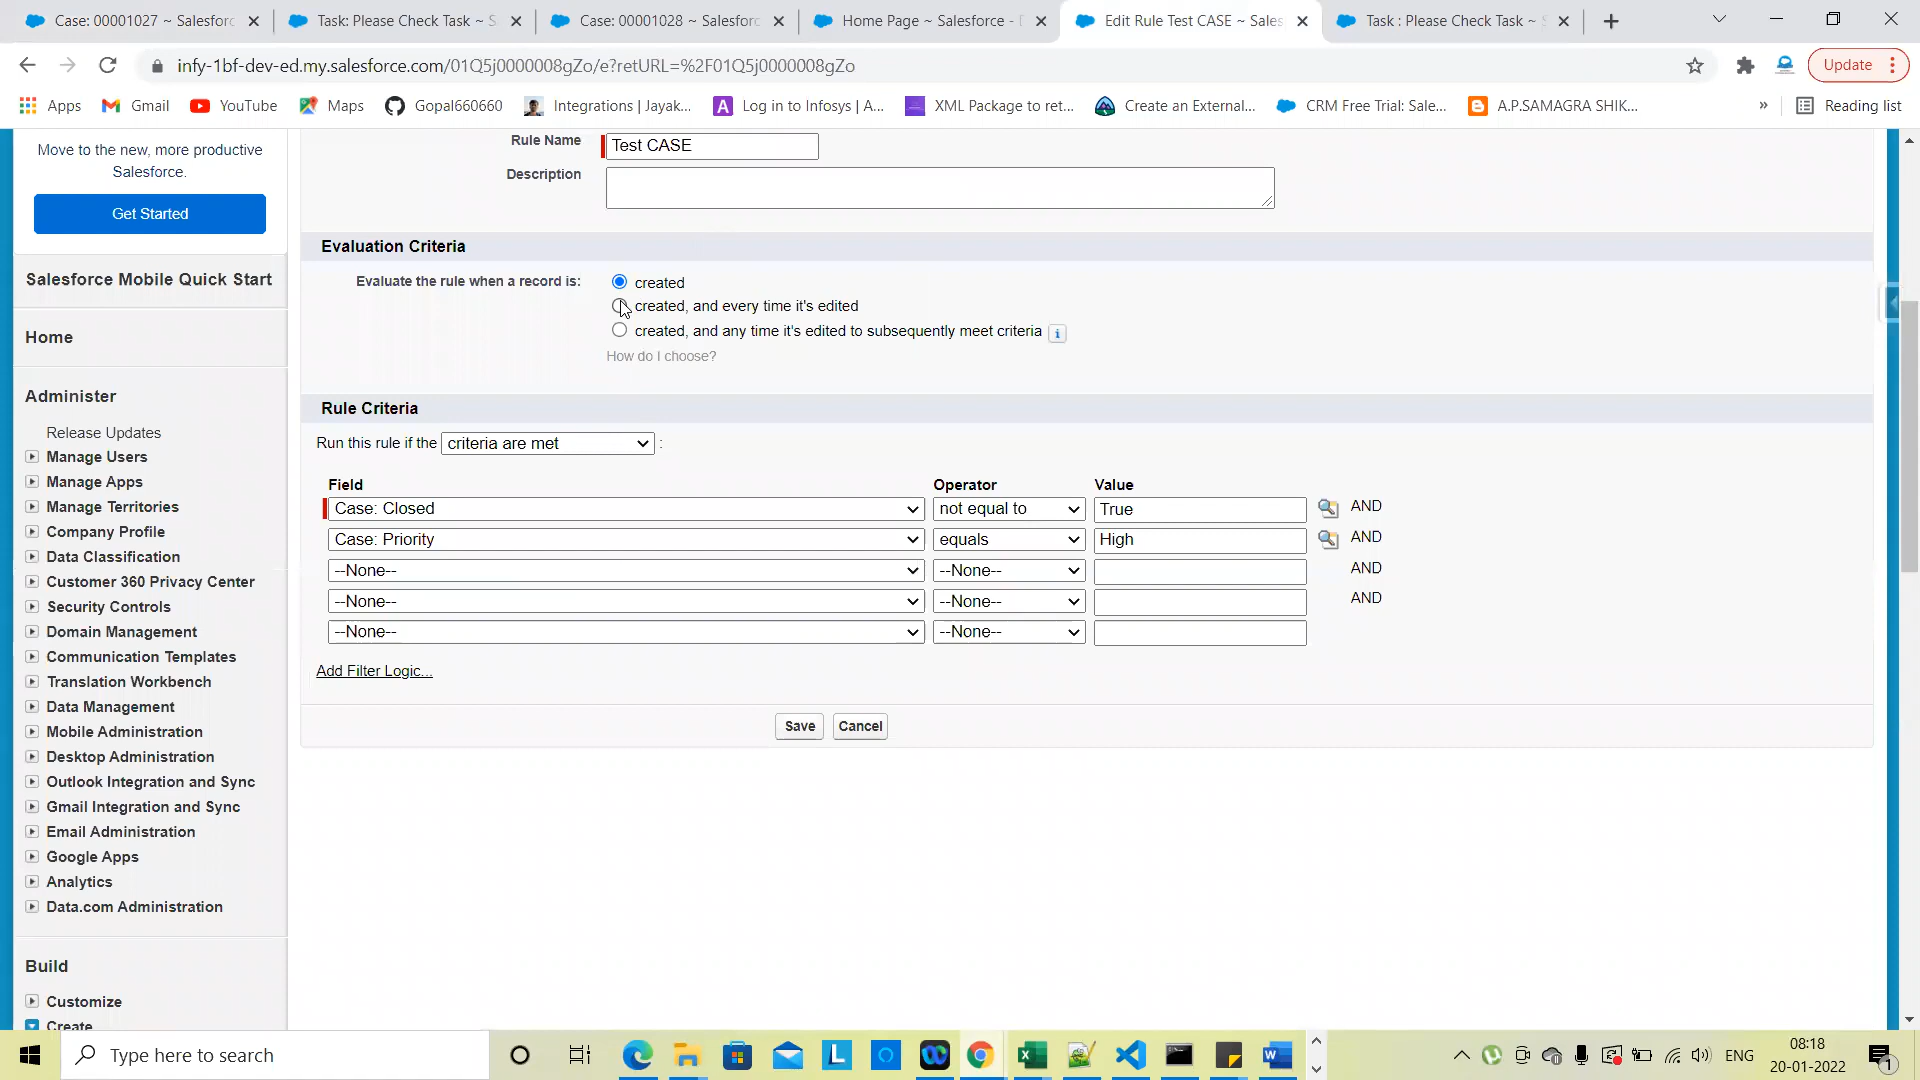 Case: 00001027 ~ Salesforc
Task: Please Check Task ~ S
Case: 00001028 ~ Salesforc
Home Page ~ Salesforce - D
Edit Rule Test CASE ~ Sales
Task : Please Check Task ~ S
infy-1bf-dev-ed.my.salesforce.com/01Q5j0000008gZo/e?retURL=%2F01Q5j0000008gZo
Update
Apps
Gmail
YouTube
Maps
Gopal660060
Integrations | Jayak...
Log in to Infosys | A...
XML Package to ret...
Create an External...
CRM Free Trial: Sale...
A.P.SAMAGRA SHIK...
»
Reading list
Move to the new, more productive
Salesforce.
Get Started
Salesforce Mobile Quick Start
Home
Administer
Release Updates
Manage Users
Manage Apps
Manage Territories
Company Profile
Data Classification
Customer 360 Privacy Center
Security Controls
Domain Management
Communication Templates
Translation Workbench
Data Management
Mobile Administration
Desktop Administration
Outlook Integration and Sync
Gmail Integration and Sync
Email Administration
Google Apps
Analytics
Data.com Administration
Build
Customize
Create
Rule Name
Test CASE
Description
Evaluation Criteria
Evaluate the rule when a record is:
created
created, and every time it's edited
created, and any time it's edited to subsequently meet criteria
How do I choose?
Rule Criteria
Run this rule if the criteria are met :
Field Operator Value
Case: Closed not equal to True AND
Case: Priority equals High AND
--None-- --None-- AND
--None-- --None-- AND
--None-- --None--
Add Filter Logic...
Save Cancel
Type here to search
ENG
08:18
20-01-2022
1